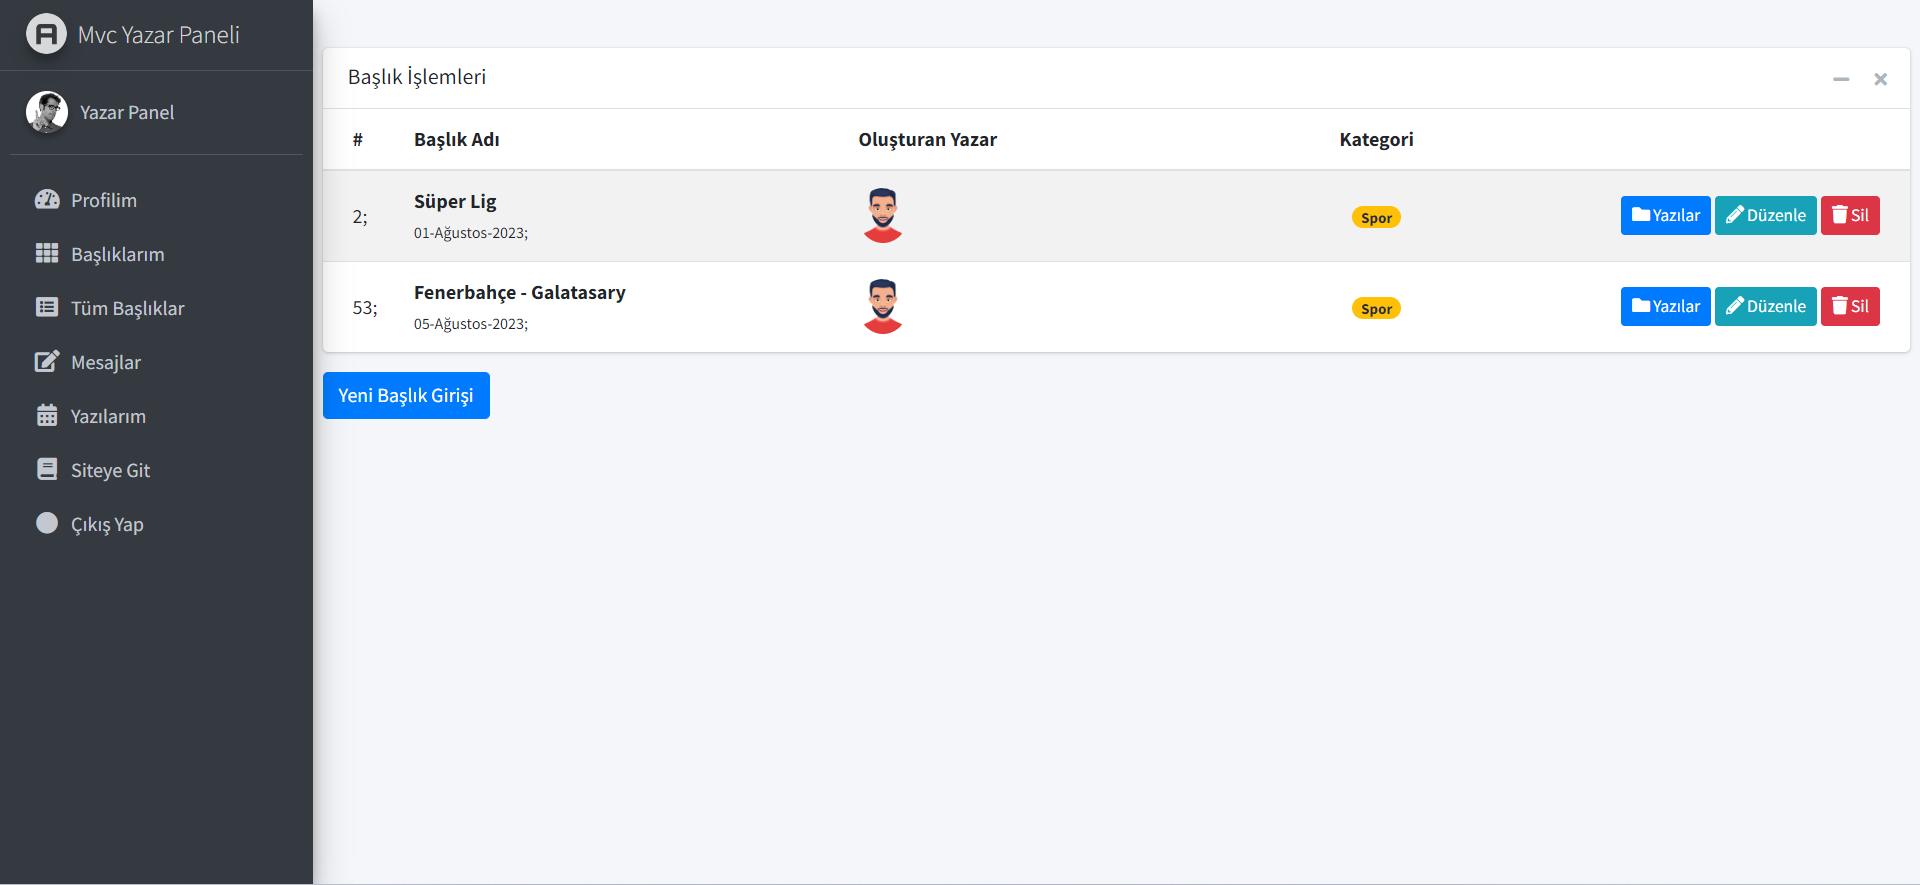 Mvc Yazar Paneli
Yazar Panel
Profilim
Başlıklarım
Tüm Başlıklar
Mesajlar
Yazılarım
Siteye Git
Çıkış Yap
Başlık İşlemleri
# Başlık Adı Oluşturan Yazar Kategori
2; Süper Lig Spor Yazılar Düzenle Sil
01-Ağustos-2023;
53; Fenerbahçe - Galatasary Spor Yazılar Düzenle Sil
05-Ağustos-2023;
Yeni Başlık Girişi